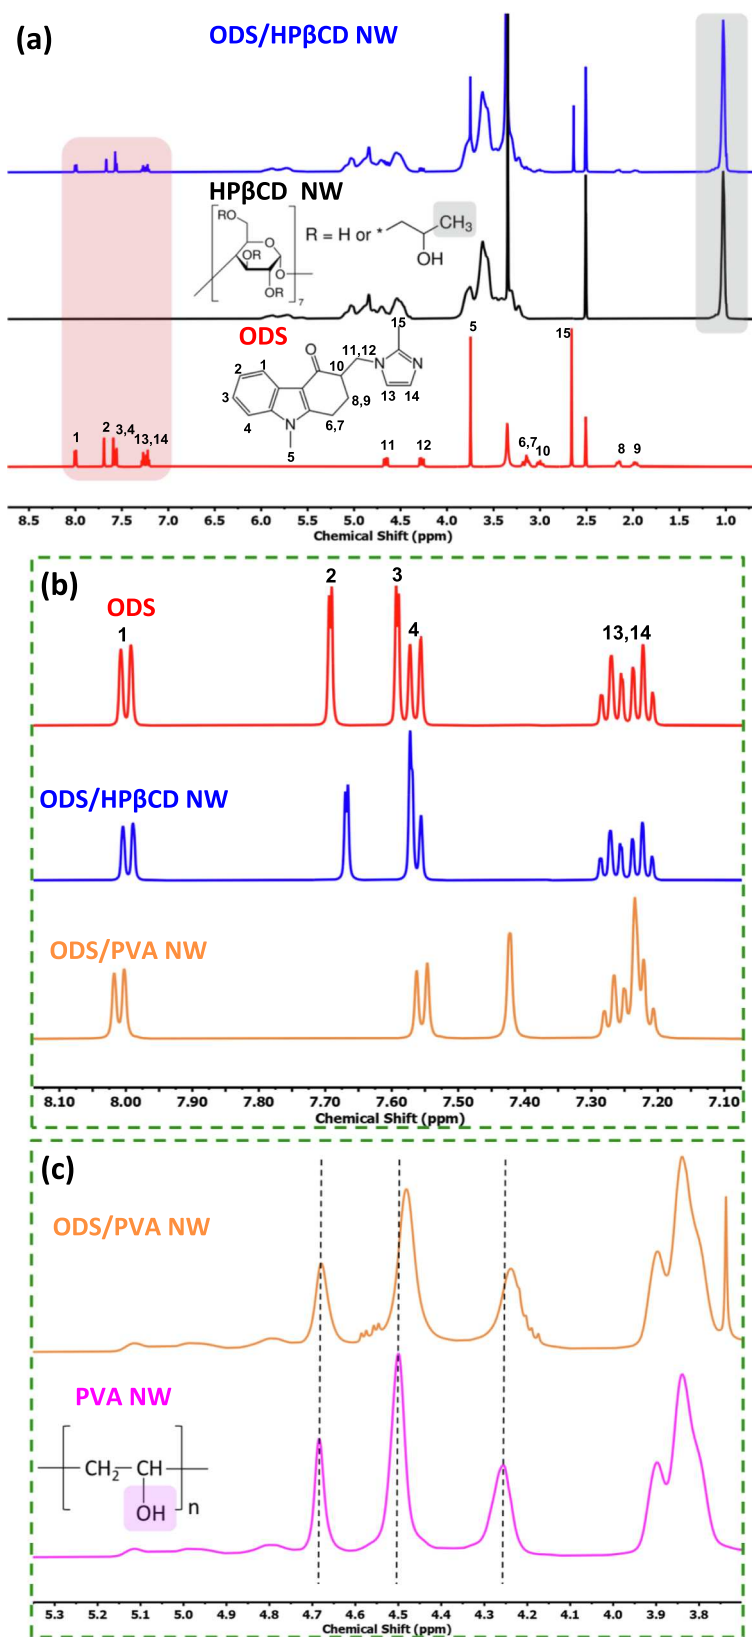 (a)
ODS/HPβCD NW
HPβCD NW
RO
O
RO
OR
O
7
R = H or *
CH₃
OH
ODS
15
5
15
O
11,12
10
N
N
2
1
3
4
8,9
13
14
6,7
N
5
1
2
3,4
13,14
11
12
6,7
10
8
9
8.5 8.0 7.5 7.0 6.5 6.0 5.5 5.0 4.5 4.0 3.5 3.0 2.5 2.0 1.5 1.0
Chemical Shift (ppm)
(b)
ODS
1
2
3
4
13,14
ODS/HPβCD NW
ODS/PVA NW
8.10 8.00 7.90 7.80 7.70 7.60 7.50 7.40 7.30 7.20 7.10
Chemical Shift (ppm)
(c)
ODS/PVA NW
PVA NW
CH₂ CH
OH
n
5.3 5.2 5.1 5.0 4.9 4.8 4.7 4.6 4.5 4.4 4.3 4.2 4.1 4.0 3.9 3.8
Chemical Shift (ppm)